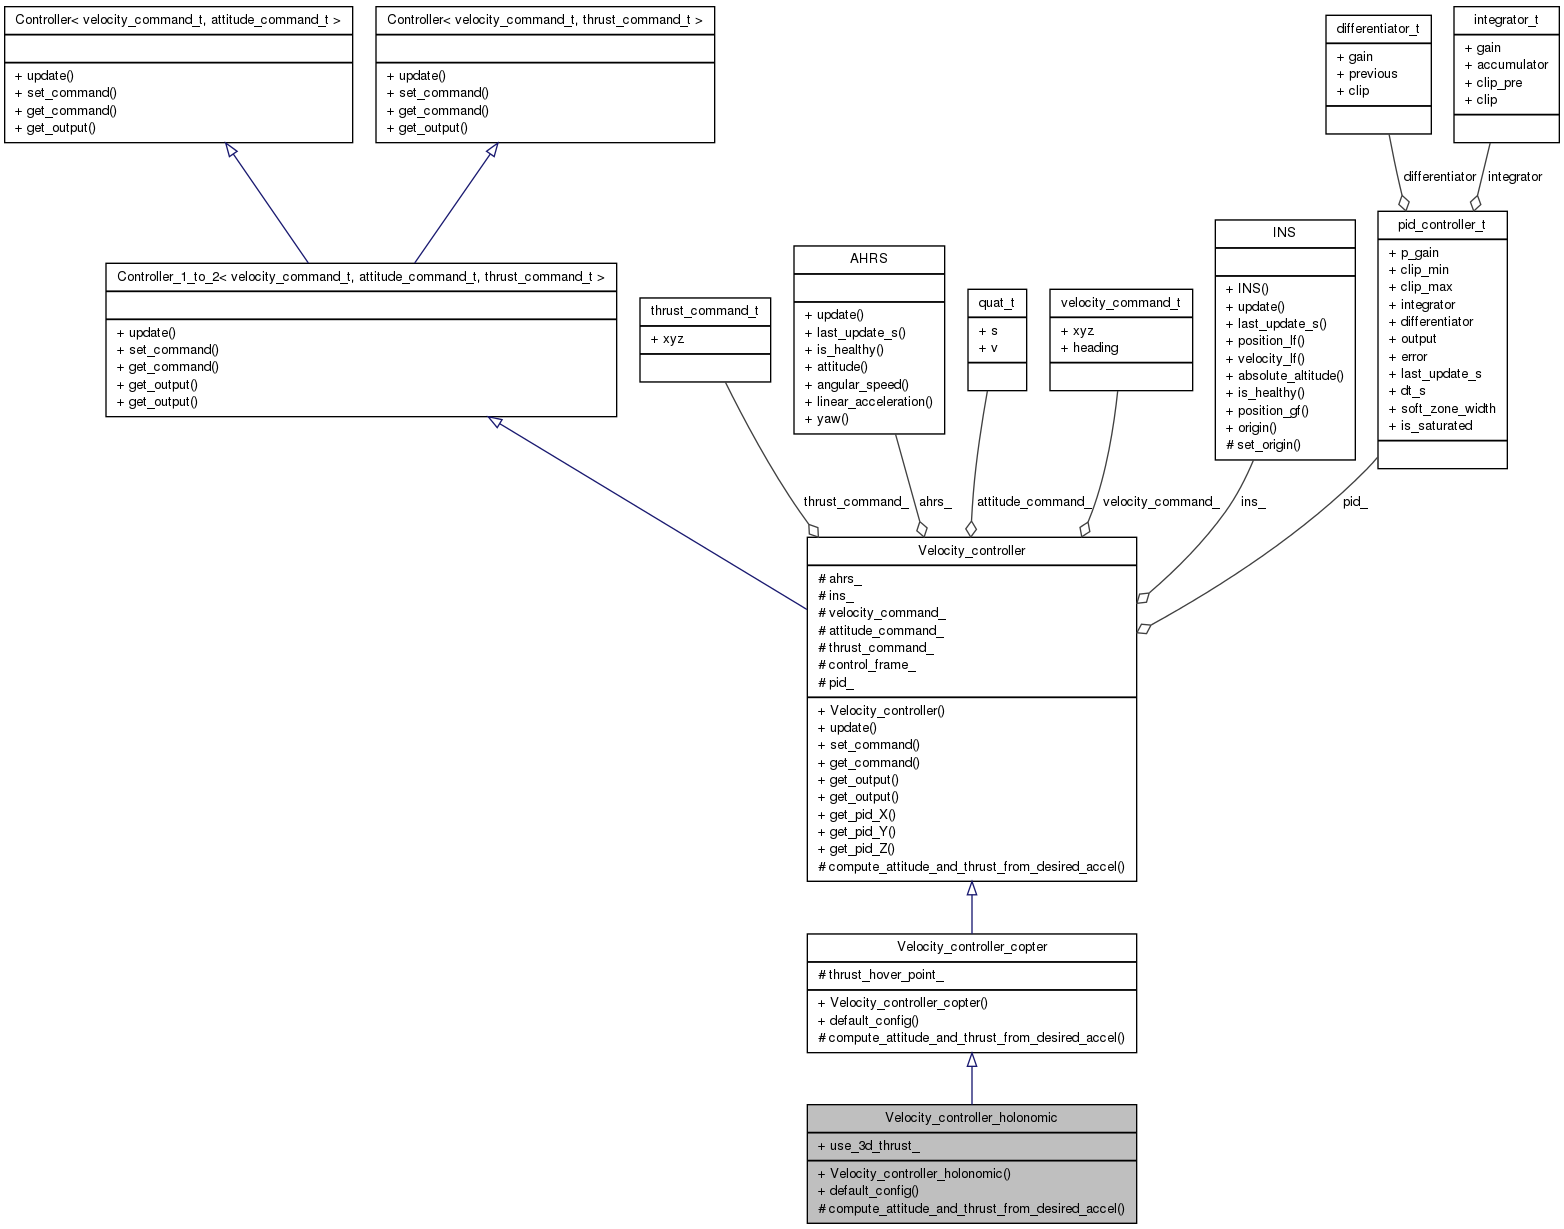 Controller< velocity_command_t, attitude_command_t >
+ update()
+ set_command()
+ get_command()
+ get_output()
Controller< velocity_command_t, thrust_command_t >
+ update()
+ set_command()
+ get_command()
+ get_output()
differentiator_t
+ gain
+ previous
+ clip
integrator_t
+ gain
+ accumulator
+ clip_pre
+ clip
differentiator
integrator
Controller_1_to_2< velocity_command_t, attitude_command_t, thrust_command_t >
+ update()
+ set_command()
+ get_command()
+ get_output()
+ get_output()
thrust_command_t
+ xyz
AHRS
+ update()
+ last_update_s()
+ is_healthy()
+ attitude()
+ angular_speed()
+ linear_acceleration()
+ yaw()
quat_t
+ s
+ v
velocity_command_t
+ xyz
+ heading
INS
+ INS()
+ update()
+ last_update_s()
+ position_lf()
+ velocity_lf()
+ absolute_altitude()
+ is_healthy()
+ position_gf()
+ origin()
# set_origin()
pid_controller_t
+ p_gain
+ clip_min
+ clip_max
+ integrator
+ differentiator
+ output
+ error
+ last_update_s
+ dt_s
+ soft_zone_width
+ is_saturated
thrust_command_
ahrs_
attitude_command_
velocity_command_
ins_
pid_
Velocity_controller
# ahrs_
# ins_
# velocity_command_
# attitude_command_
# thrust_command_
# control_frame_
# pid_
+ Velocity_controller()
+ update()
+ set_command()
+ get_command()
+ get_output()
+ get_output()
+ get_pid_X()
+ get_pid_Y()
+ get_pid_Z()
# compute_attitude_and_thrust_from_desired_accel()
Velocity_controller_copter
# thrust_hover_point_
+ Velocity_controller_copter()
+ default_config()
# compute_attitude_and_thrust_from_desired_accel()
Velocity_controller_holonomic
+ use_3d_thrust_
+ Velocity_controller_holonomic()
+ default_config()
# compute_attitude_and_thrust_from_desired_accel()